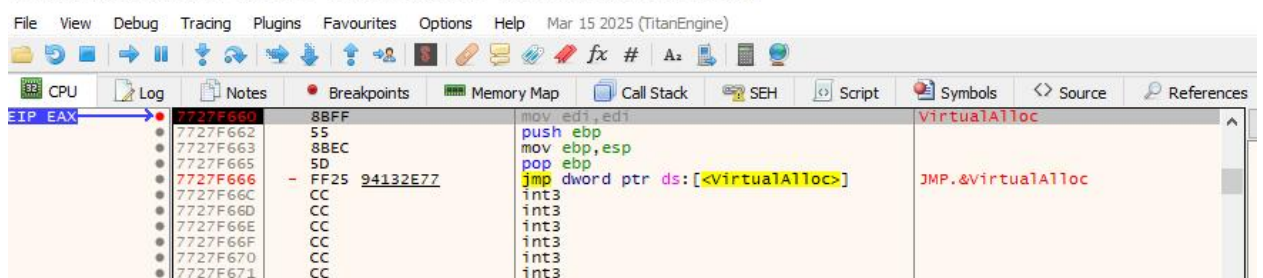 File View Debug Tracing Plugins Favourites Options Help Mar 15 2025 (TitanEngine)
fx # A₂
CPU Log Notes Breakpoints Memory Map Call Stack SEH Script Symbols Source References
EIP EAX 7727F660 8BFF mov edi,edi VirtualAlloc
7727F662 55 push ebp
7727F663 8BEC mov ebp,esp
7727F665 5D pop ebp
7727F666 - FF25 94132E77 jmp dword ptr ds:[<VirtualAlloc>] JMP.&VirtualAlloc
7727F66C CC int3
7727F66D CC int3
7727F66E CC int3
7727F66F CC int3
7727F670 CC int3
7727F671 CC int3